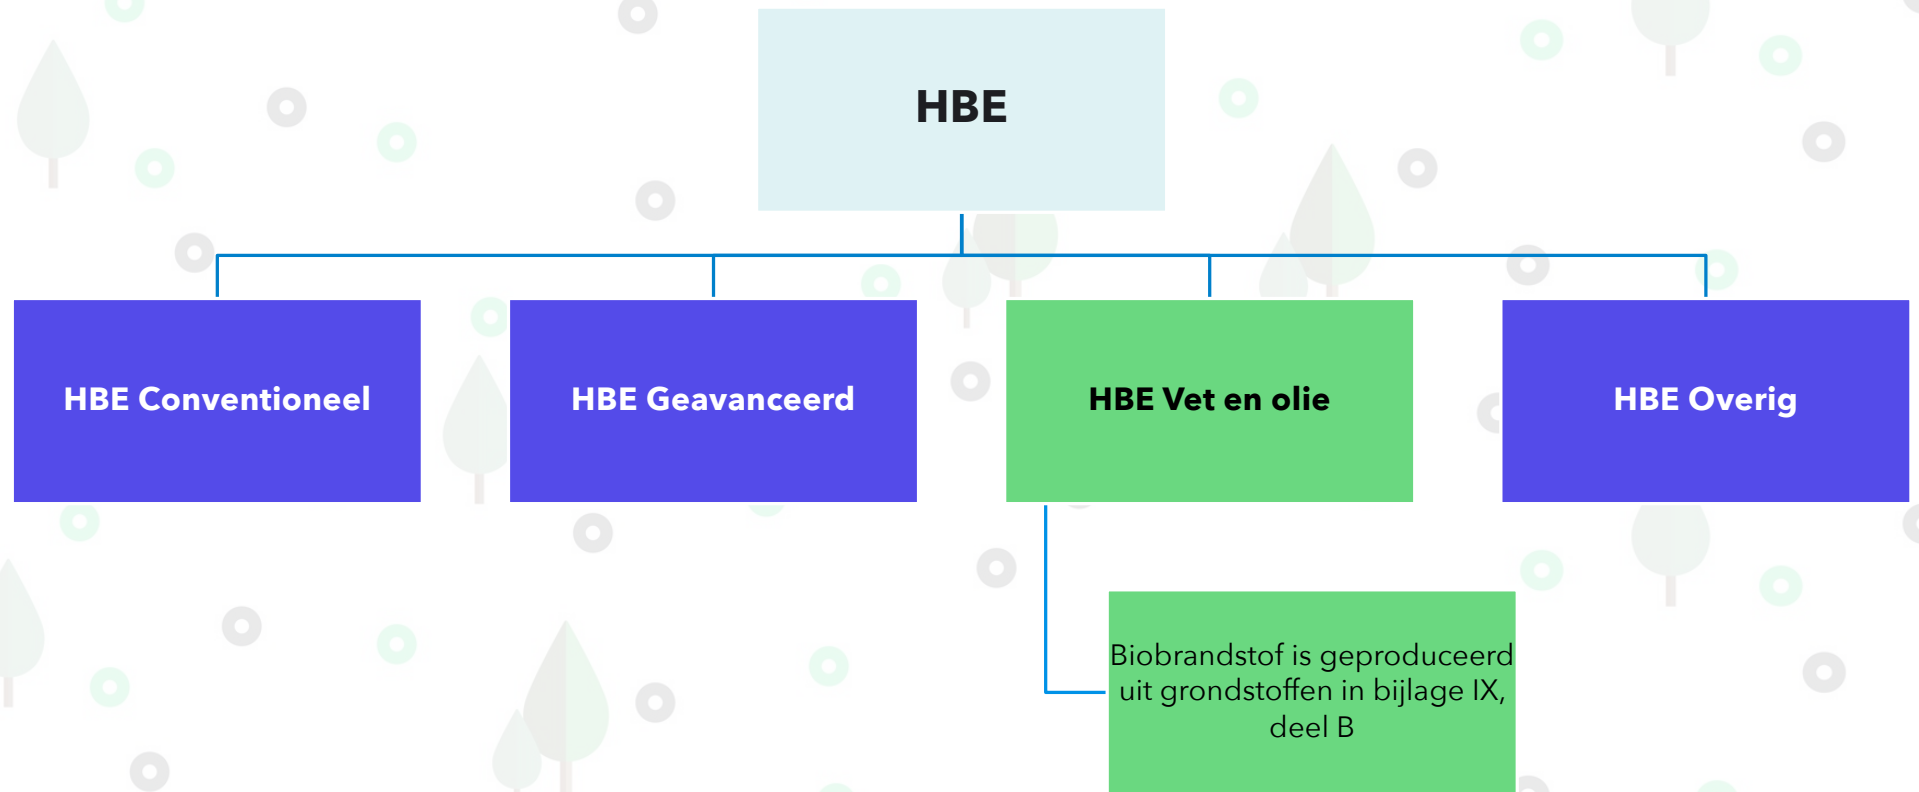 HBE
HBE Conventioneel
HBE Geavanceerd
HBE Vet en olie
HBE Overig
Biobrandstof is geproduceerd
uit grondstoffen in bijlage IX,
deel B